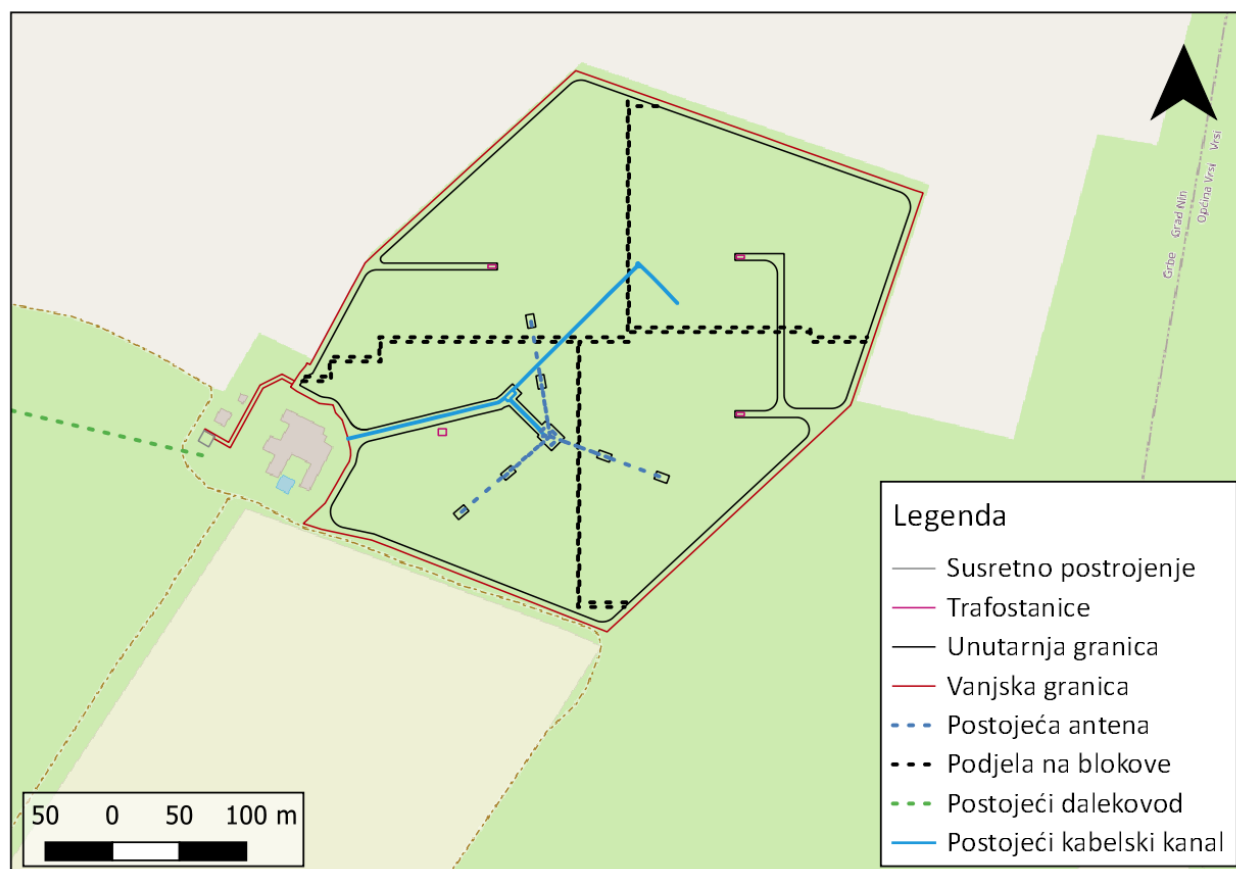 Grbe Grad Nin
Općina Vrsi Vrsi
Legenda
Susretno postrojenje
Trafostanice
Unutarnja granica
Vanjska granica
Postojeća antena
Podjela na blokove
Postojeći dalekovod
Postojeći kabelski kanal
50 0 50 100 m